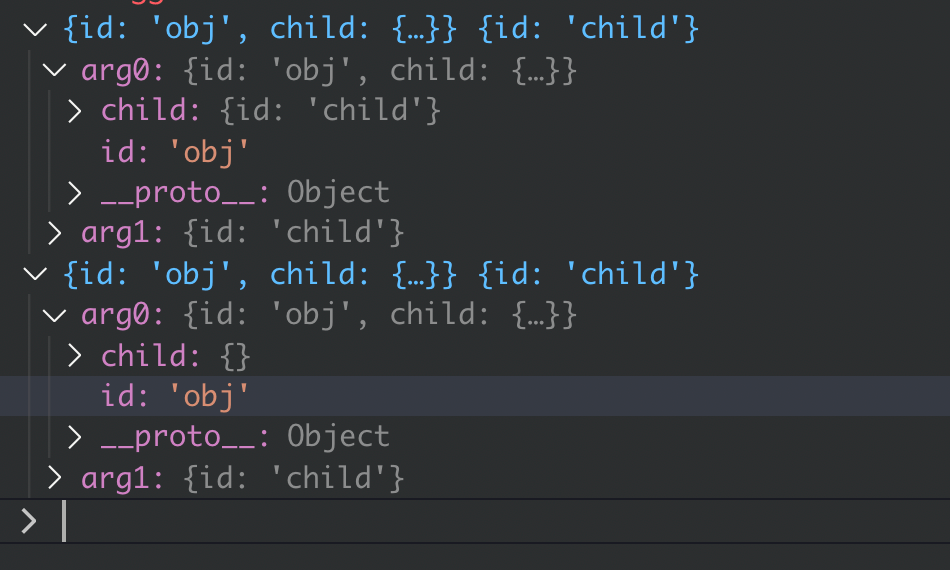 {id: 'obj', child: {…}} {id: 'child'}
arg0: {id: 'obj', child: {…}}
child: {id: 'child'}
id: 'obj'
__proto__: Object
arg1: {id: 'child'}
{id: 'obj', child: {…}} {id: 'child'}
arg0: {id: 'obj', child: {…}}
child: {}
id: 'obj'
__proto__: Object
arg1: {id: 'child'}